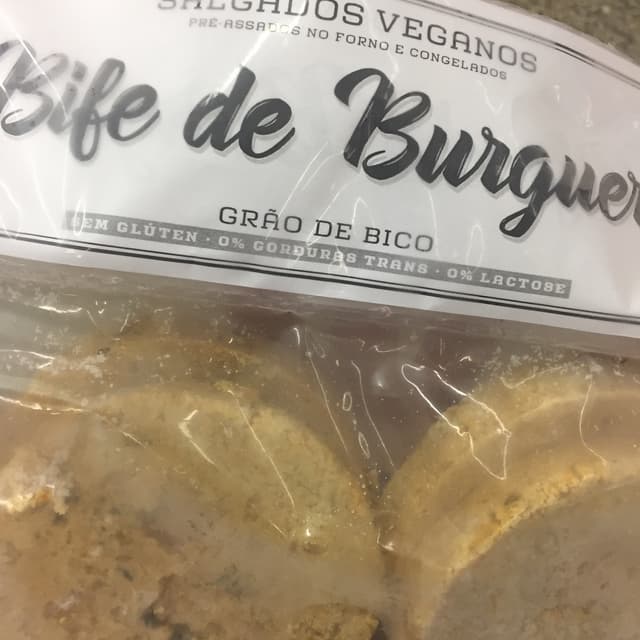 SALGADOS VEGANOS
PRÉ-ASSADOS NO FORNO E CONGELADOS
Bife de Burguer
GRÃO DE BICO
SEM GLÚTEN · 0% GORDURAS TRANS · 0% LACTOSE